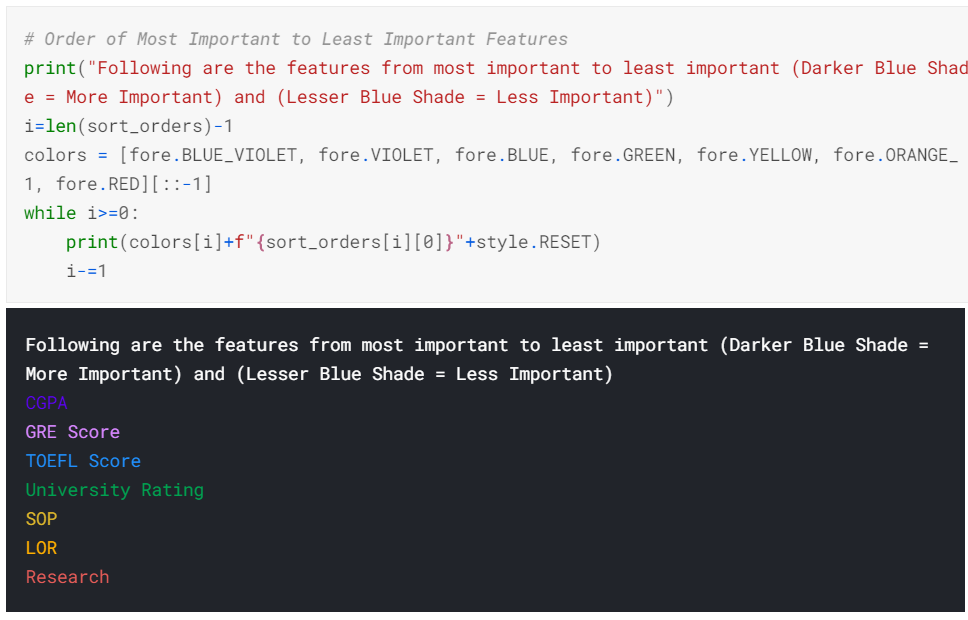 # Order of Most Important to Least Important Features
print("Following are the features from most important to least important (Darker Blue Shad
e = More Important) and (Lesser Blue Shade = Less Important)")
i=len(sort_orders)-1
colors = [fore.BLUE_VIOLET, fore.VIOLET, fore.BLUE, fore.GREEN, fore.YELLOW, fore.ORANGE_
1, fore.RED][::-1]
while i>=0:
    print(colors[i]+f"{sort_orders[i][0]}"+style.RESET)
    i-=1
Following are the features from most important to least important (Darker Blue Shade =
More Important) and (Lesser Blue Shade = Less Important)
CGPA
GRE Score
TOEFL Score
University Rating
SOP
LOR
Research